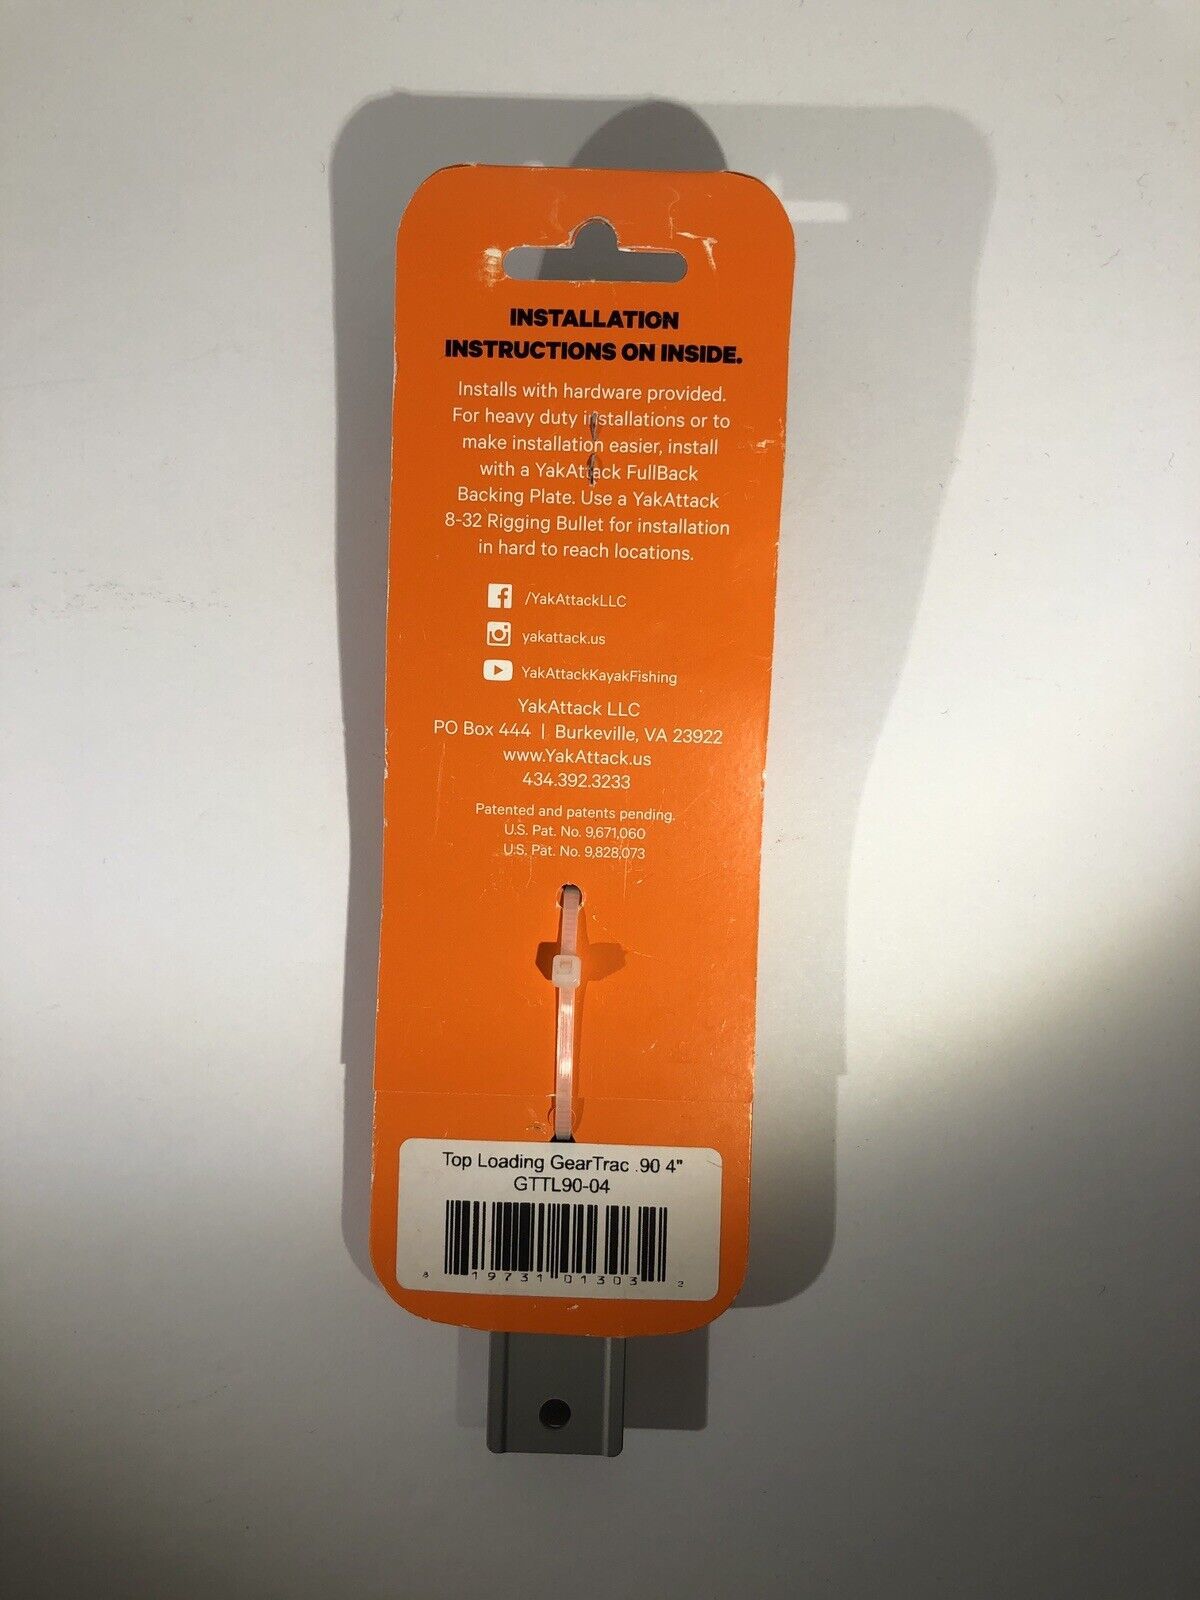 INSTALLATION
INSTRUCTIONS ON INSIDE.
Installs with hardware provided.
For heavy duty installations or to
make installation easier, install
with a YakAttack FullBack
Backing Plate. Use a YakAttack
8-32 Rigging Bullet for installation
in hard to reach locations.
/YakAttackLLC
yakattack.us
YakAttackKayakFishing
YakAttack LLC
PO Box 444 | Burkeville, VA 23922
www.YakAttack.us
434.392.3233
Patented and patents pending.
U.S. Pat. No. 9,671,060
U.S. Pat. No. 9,828,073
Top Loading GearTrac .90 4"
GTTL90-04
8 19731 01303 2